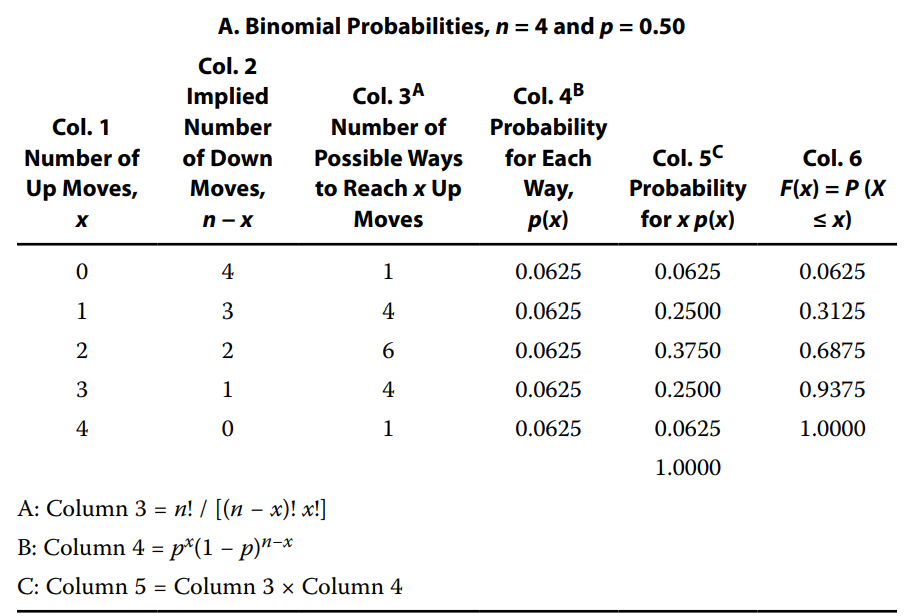 A. Binomial Probabilities, n = 4 and p = 0.50
Col. 1 Number of Up Moves, x | Col. 2 Implied Number of Down Moves, n – x | Col. 3ᴬ Number of Possible Ways to Reach x Up Moves | Col. 4ᴮ Probability for Each Way, p(x) | Col. 5ᶜ Probability for x p(x) | Col. 6 F(x) = P (X ≤ x)
0 4 1 0.0625 0.0625 0.0625
1 3 4 0.0625 0.2500 0.3125
2 2 6 0.0625 0.3750 0.6875
3 1 4 0.0625 0.2500 0.9375
4 0 1 0.0625 0.0625 1.0000
1.0000
A: Column 3 = n! / [(n – x)! x!]
B: Column 4 = pˣ(1 – p)ⁿ⁻ˣ
C: Column 5 = Column 3 × Column 4